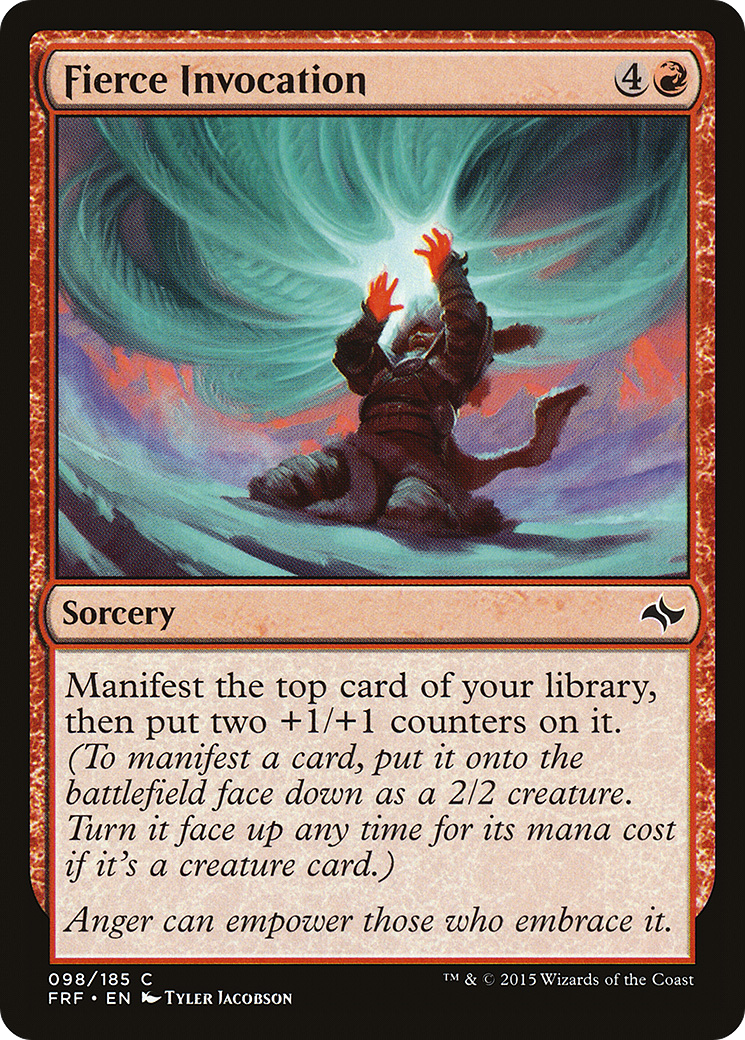 Fierce Invocation 4
Sorcery
Manifest the top card of your library,
then put two +1/+1 counters on it.
(To manifest a card, put it onto the
battlefield face down as a 2/2 creature.
Turn it face up any time for its mana cost
if it's a creature card.)
Anger can empower those who embrace it.
098/185 C
FRF • EN Tyler Jacobson
™ & © 2015 Wizards of the Coast